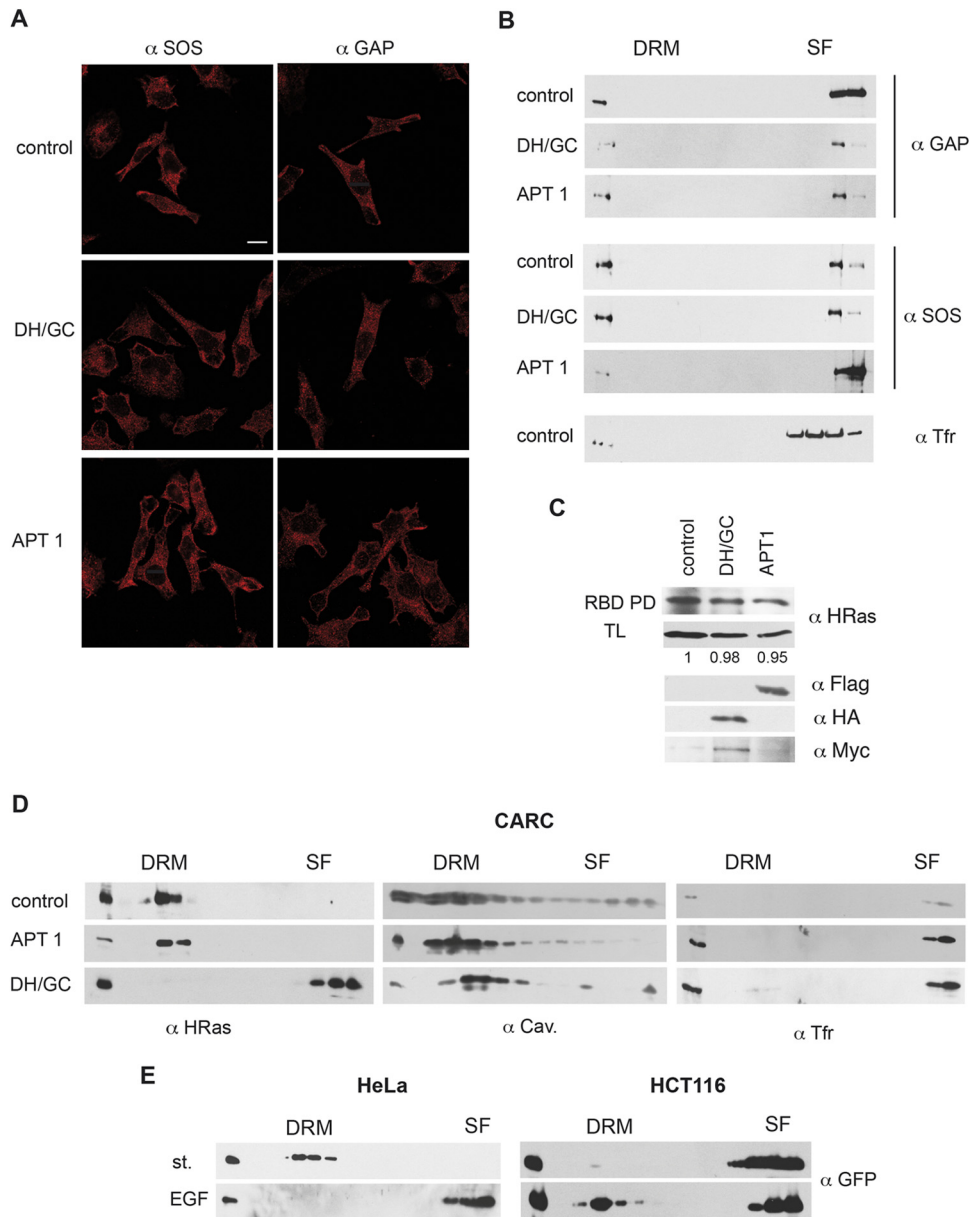 A
α SOS
α GAP
control
DH/GC
APT 1
B
DRM
SF
control
DH/GC
APT 1
α GAP
control
DH/GC
APT 1
α SOS
control
α Tfr
C
control
DH/GC
APT1
RBD PD
TL
α HRas
1 0.98 0.95
α Flag
α HA
α Myc
D
CARC
DRM SF DRM SF DRM SF
control
APT 1
DH/GC
α HRas
α Cav.
α Tfr
E
HeLa
HCT116
DRM SF DRM SF
st.
EGF
α GFP